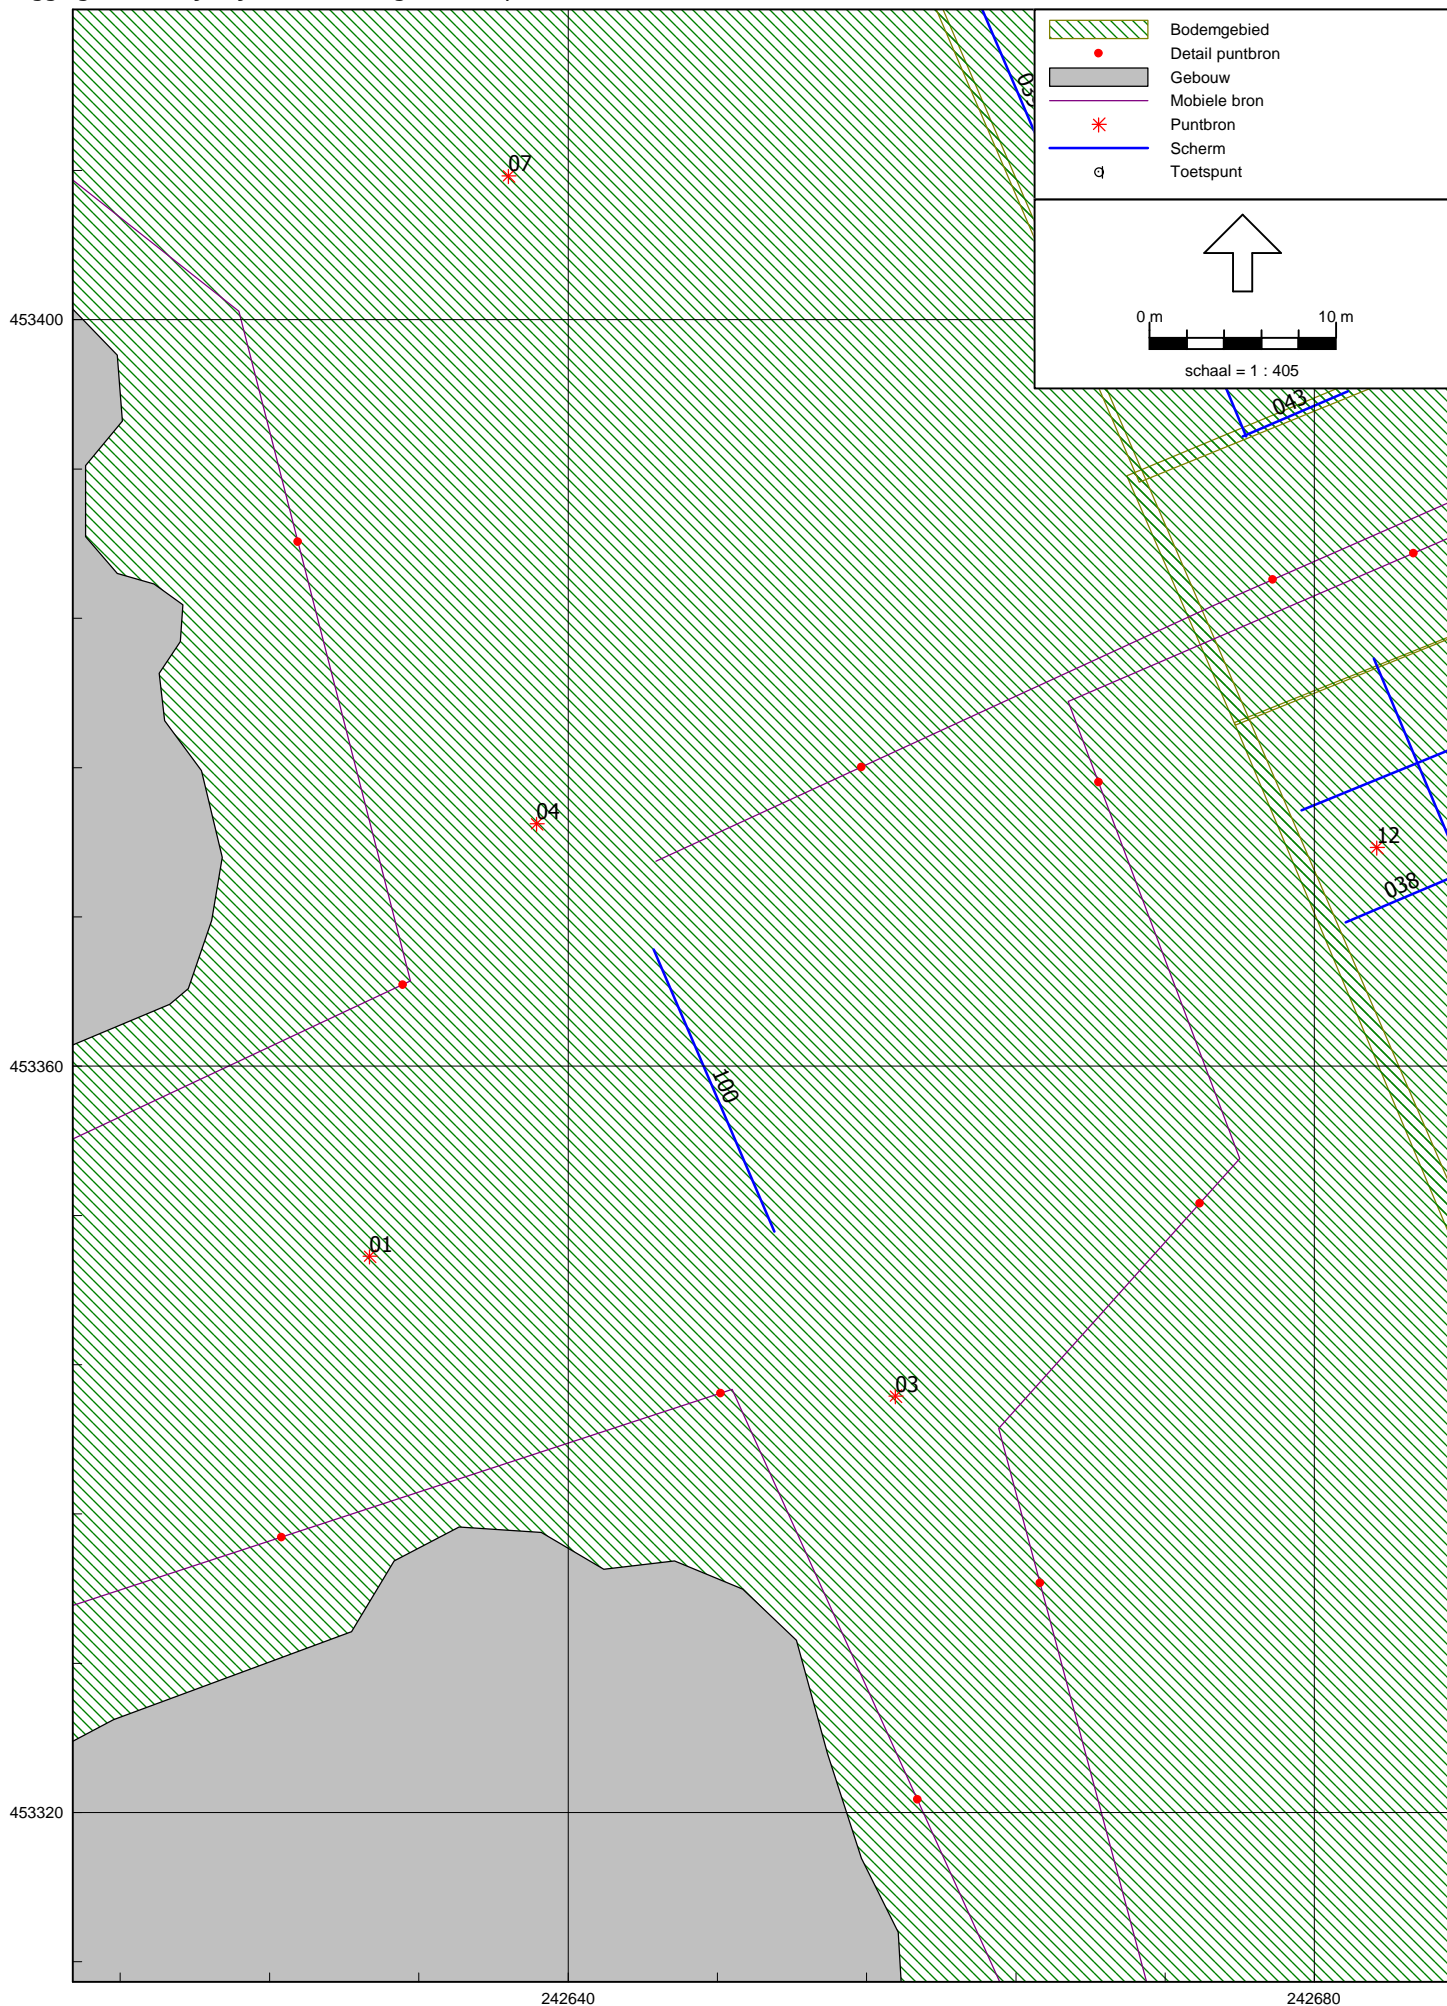 Bodemgebied
Detail puntbron
Gebouw
Mobiele bron
Puntbron
Scherm
Toetspunt
0 m 10 m
schaal = 1 : 405
07
453400
043
04
12
038
453360
100
01
03
453320
242640 242680